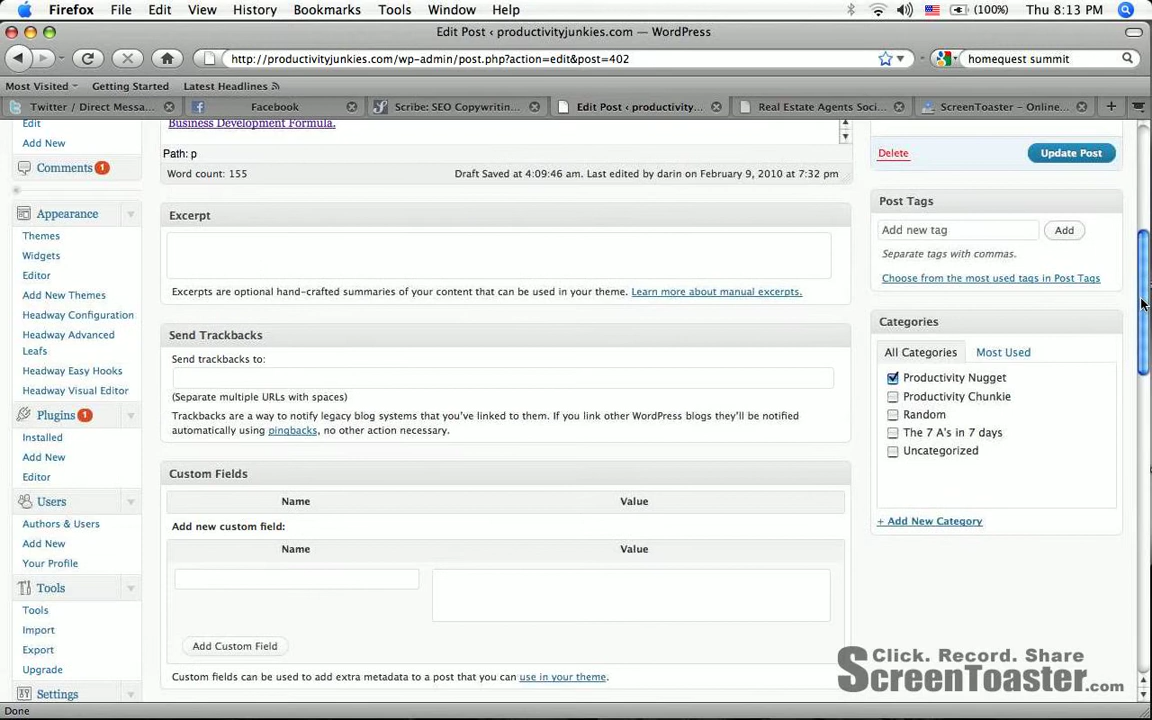 Firefox File Edit View History Bookmarks Tools Window Help (100%) Thu 8:13 PM
Edit Post ‹ productivityjunkies.com — WordPress
http://productivityjunkies.com/wp-admin/post.php?action=edit&post=402
homequest summit
Most Visited Getting Started Latest Headlines
Twitter / Direct Messa...
Facebook
Scribe: SEO Copywritin...
Edit Post ‹ productivity...
Real Estate Agents Soci...
ScreenToaster – Online...
Edit
Add New
Comments 1
Appearance
Themes
Widgets
Editor
Add New Themes
Headway Configuration
Headway Advanced
Leafs
Headway Easy Hooks
Headway Visual Editor
Plugins 1
Installed
Add New
Editor
Users
Authors & Users
Add New
Your Profile
Tools
Tools
Import
Export
Upgrade
Settings
Business Development Formula.
Path: p
Word count: 155
Draft Saved at 4:09:46 am. Last edited by darin on February 9, 2010 at 7:32 pm
Excerpt
Excerpts are optional hand-crafted summaries of your content that can be used in your theme. Learn more about manual excerpts.
Send Trackbacks
Send trackbacks to:
(Separate multiple URLs with spaces)
Trackbacks are a way to notify legacy blog systems that you've linked to them. If you link other WordPress blogs they'll be notified
automatically using pingbacks, no other action necessary.
Custom Fields
Name Value
Add new custom field:
Name Value
Add Custom Field
Custom fields can be used to add extra metadata to a post that you can use in your theme.
Delete
Update Post
Post Tags
Add new tag
Add
Separate tags with commas.
Choose from the most used tags in Post Tags
Categories
All Categories Most Used
Productivity Nugget
Productivity Chunkie
Random
The 7 A's in 7 days
Uncategorized
+ Add New Category
Click. Record. Share
ScreenToaster.com
Done